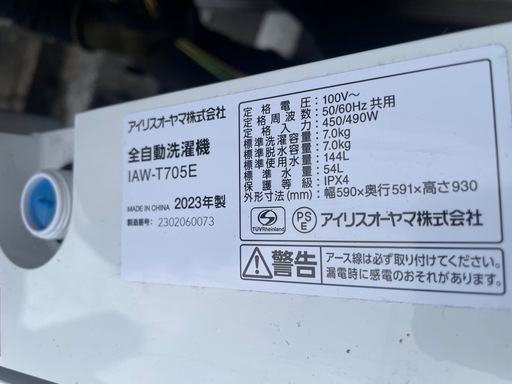 アイリスオーヤマ株式会社
全自動洗濯機
IAW-T705E
MADE IN CHINA 2023年製
製造番号: 2302060073
定格電圧: 100V～
定格周波数: 50/60Hz共用
定格入力: 450/490W
標準洗濯容量: 7.0kg
標準脱水容量: 7.0kg
標準使用水量: 144L
標準水量: 54L
保護等級: IPX4
外形寸法(mm): 幅590×奥行591×高さ930
TÜVRheinland
PS
E
アイリスオーヤマ株式会社
警告
アース線は必ず取り付けてください。
漏電時に感電のおそれがあります。